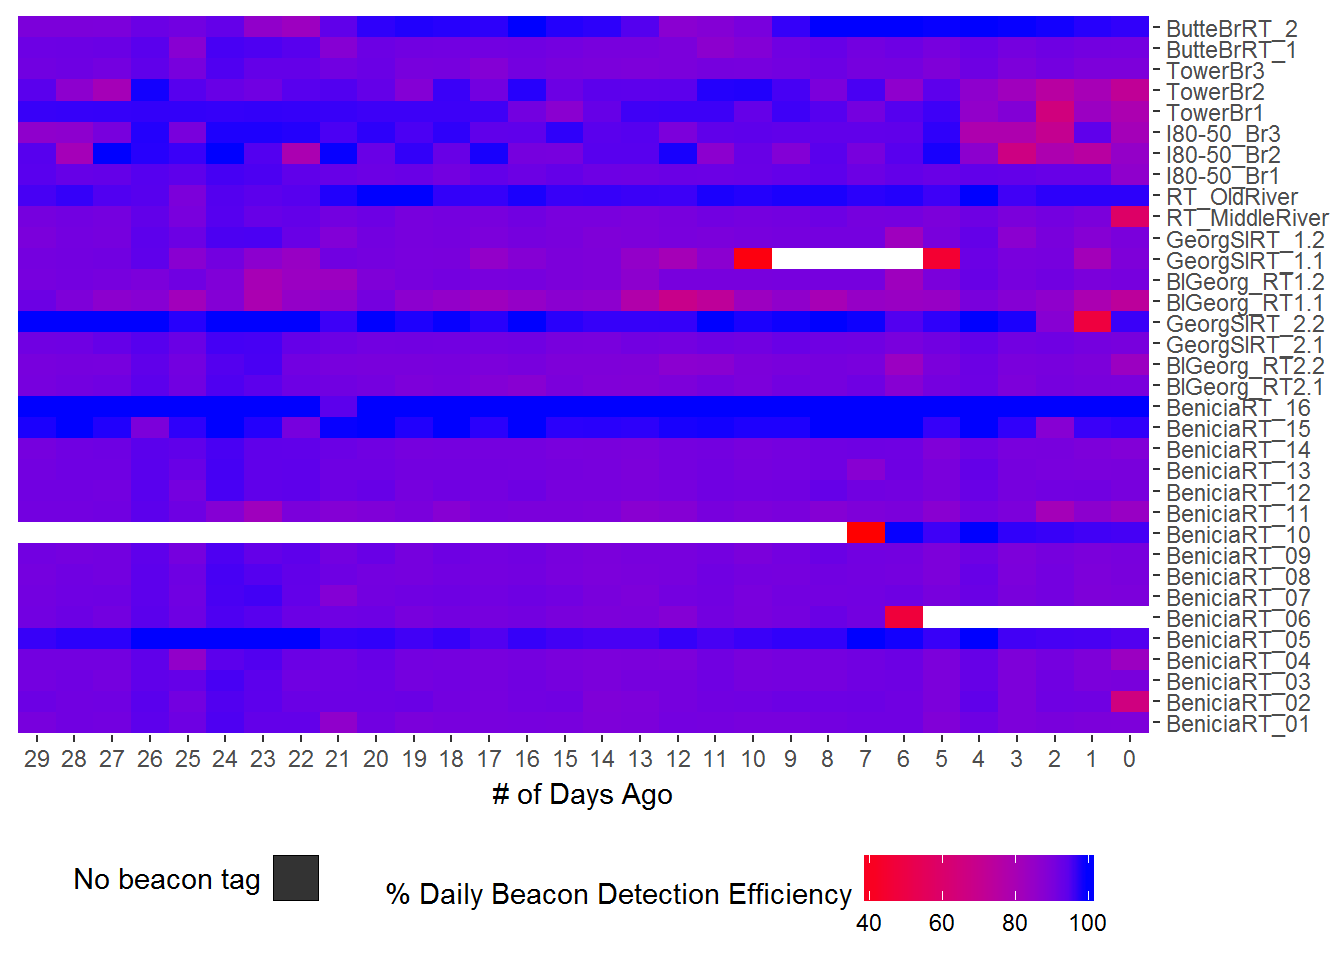 ButteBrRT_2
ButteBrRT_1
TowerBr3
TowerBr2
TowerBr1
I80-50_Br3
I80-50_Br2
I80-50_Br1
RT_OldRiver
RT_MiddleRiver
GeorgSlRT_1.2
GeorgSlRT_1.1
BlGeorg_RT1.2
BlGeorg_RT1.1
GeorgSlRT_2.2
GeorgSlRT_2.1
BlGeorg_RT2.2
BlGeorg_RT2.1
BeniciaRT_16
BeniciaRT_15
BeniciaRT_14
BeniciaRT_13
BeniciaRT_12
BeniciaRT_11
BeniciaRT_10
BeniciaRT_09
BeniciaRT_08
BeniciaRT_07
BeniciaRT_06
BeniciaRT_05
BeniciaRT_04
BeniciaRT_03
BeniciaRT_02
BeniciaRT_01
29 28 27 26 25 24 23 22 21 20 19 18 17 16 15 14 13 12 11 10 9 8 7 6 5 4 3 2 1 0
# of Days Ago
No beacon tag
% Daily Beacon Detection Efficiency
40 60 80 100